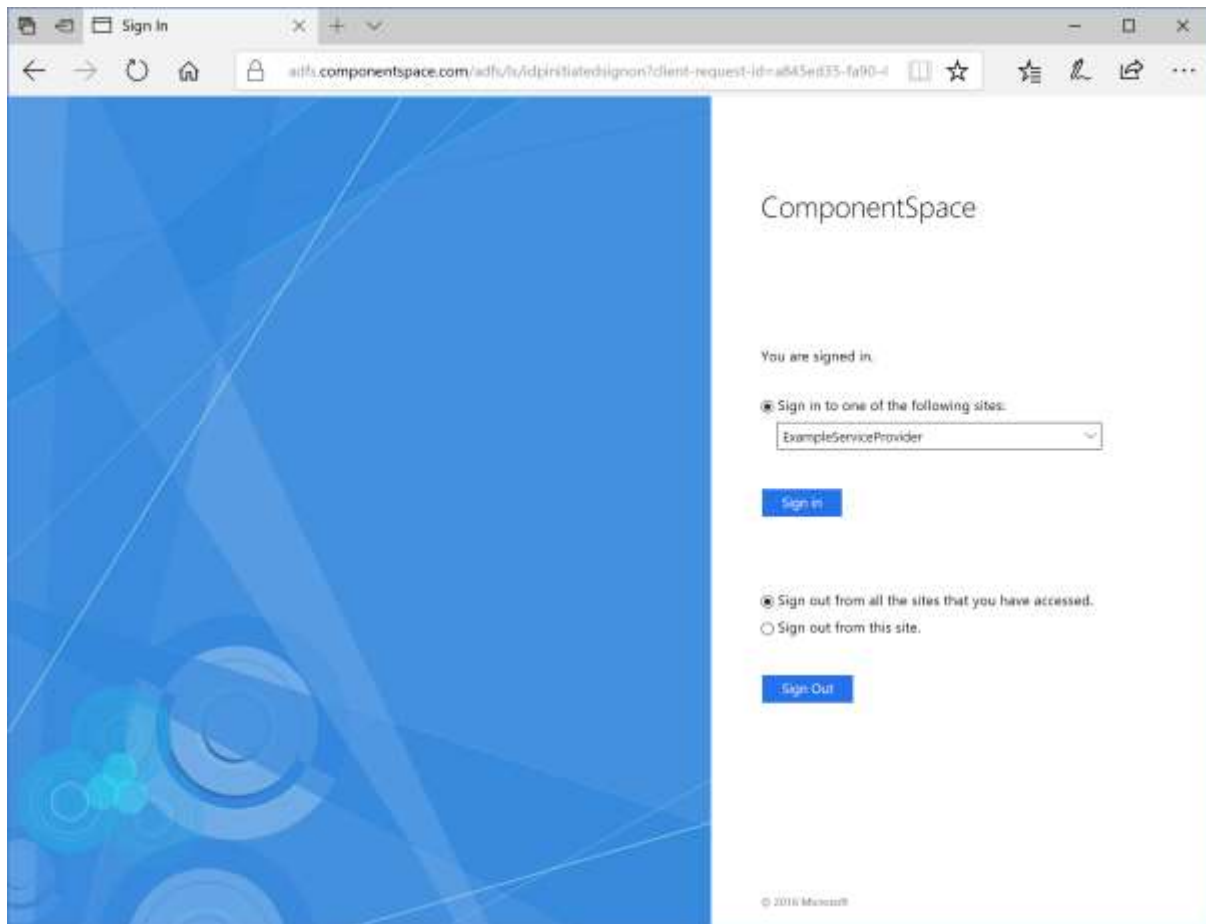 Sign In
adfs.componentspace.com/adfs/ls/idpinitiatedsignon?client-request-id=a845ed35-fa90-4
ComponentSpace
You are signed in.
Sign in to one of the following sites:
ExampleServiceProvider
Sign in
Sign out from all the sites that you have accessed.
Sign out from this site.
Sign Out
© 2016 Microsoft